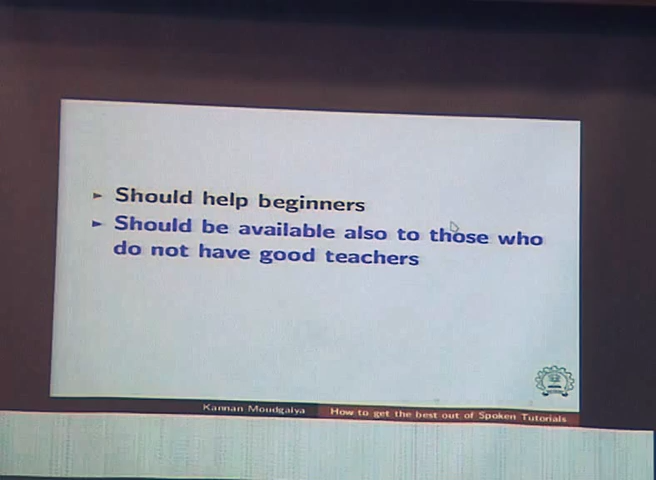 Should help beginners
Should be available also to those who
do not have good teachers
Kannan Moudgalya How to get the best out of Spoken Tutorials